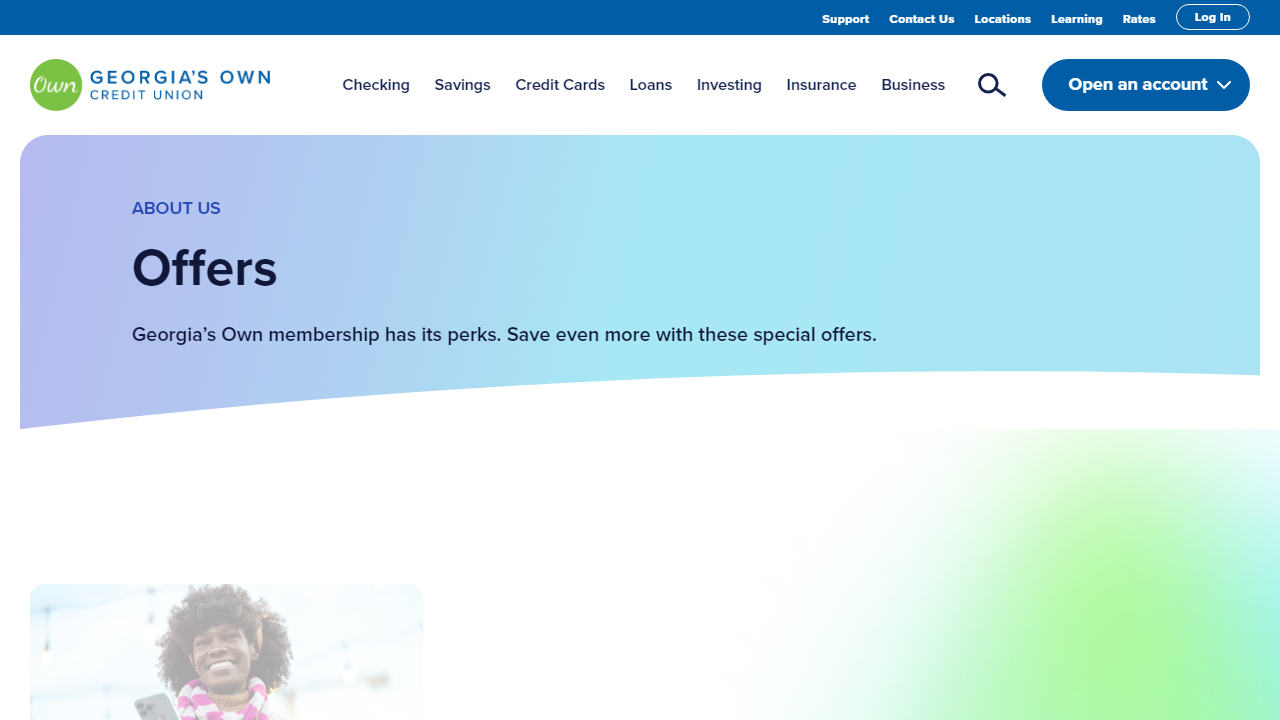 Support Contact Us Locations Learning Rates Log In
Own GEORGIA'S OWN
CREDIT UNION
Checking Savings Credit Cards Loans Investing Insurance Business Open an account
ABOUT US
Offers
Georgia’s Own membership has its perks. Save even more with these special offers.